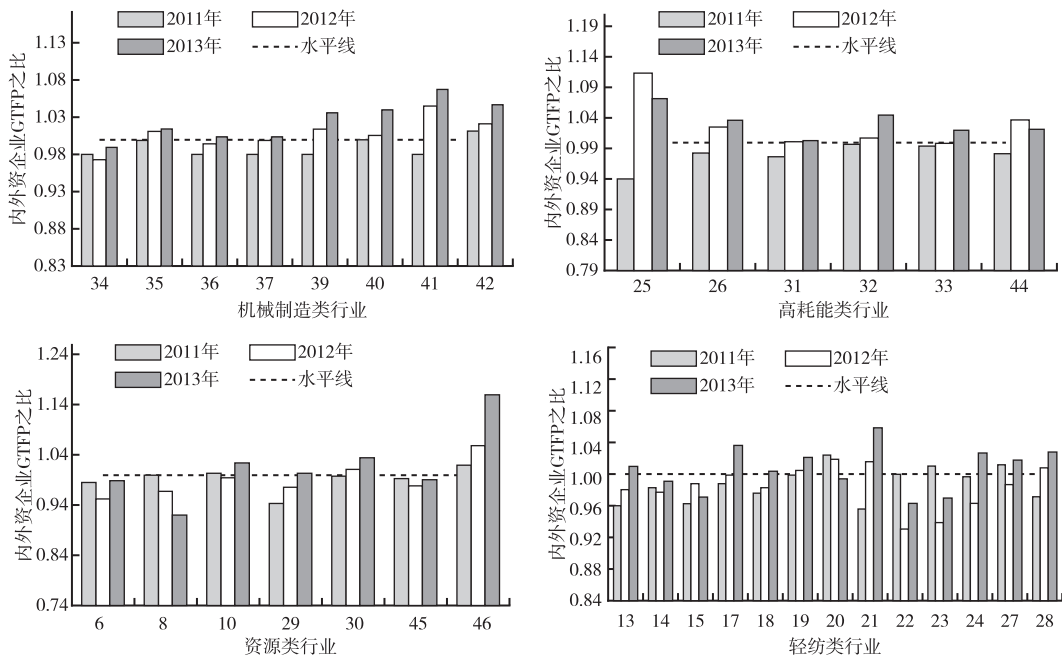 2011年 2012年
2013年 水平线
内外资企业GTFP之比
1.13
1.08
1.03
0.98
0.93
0.88
0.83
34 35 36 37 39 40 41 42
机械制造类行业
2011年 2012年
2013年 水平线
内外资企业GTFP之比
1.19
1.14
1.09
1.04
0.99
0.94
0.89
0.84
0.79
25 26 31 32 33 44
高耗能类行业
2011年 2012年
2013年 水平线
内外资企业GTFP之比
1.24
1.14
1.04
0.94
0.84
0.74
6 8 10 29 30 45 46
资源类行业
2011年 2012年
2013年 水平线
内外资企业GTFP之比
1.16
1.12
1.08
1.04
1.00
0.96
0.92
0.88
0.84
13 14 15 17 18 19 20 21 22 23 24 27 28
轻纺类行业